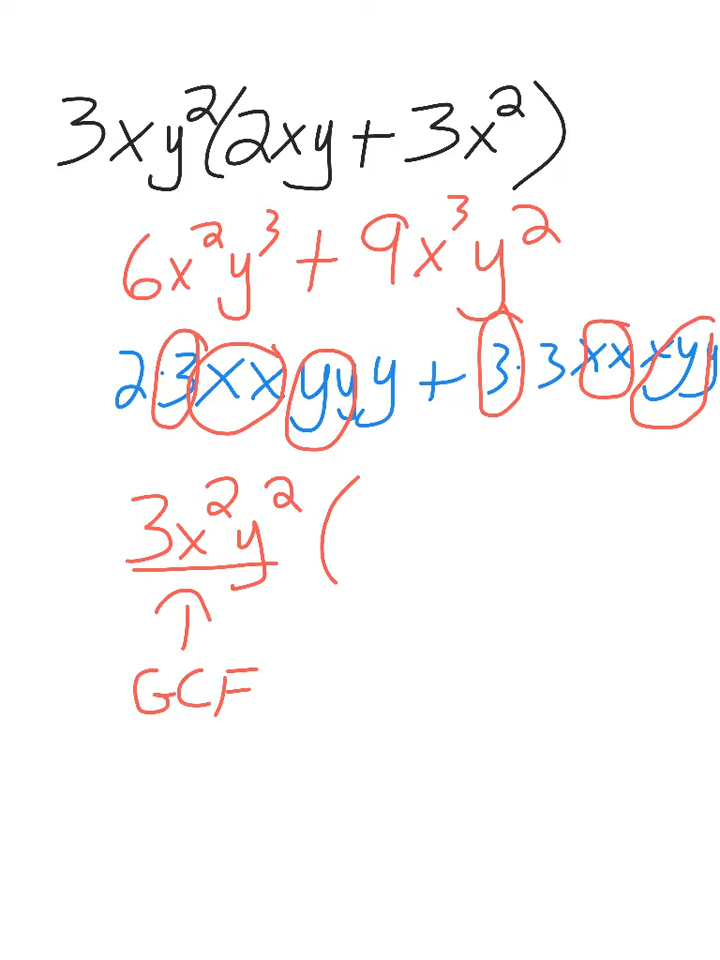 3xy²(2xy + 3x²)
6x²y³ + 9x³y²
2·3xxyyy + 3·3xxxyy
3x²y² (
↑
GCF